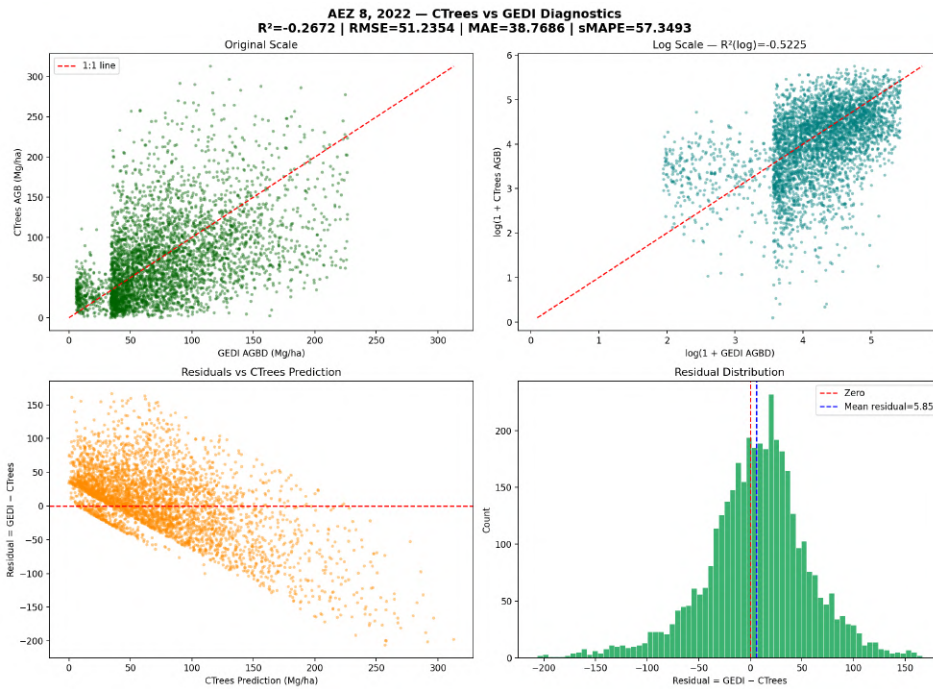 AEZ 8, 2022 — CTrees vs GEDI Diagnostics
R²=-0.2672 | RMSE=51.2354 | MAE=38.7686 | sMAPE=57.3493
Original Scale
1:1 line
300
250
200
150
100
50
0
CTrees AGB (Mg/ha)
0 50 100 150 200 250 300
GEDI AGBD (Mg/ha)
Log Scale — R²(log)=-0.5225
6
5
4
3
2
1
0
log(1 + CTrees AGB)
0 1 2 3 4 5
log(1 + GEDI AGBD)
Residuals vs CTrees Prediction
150
100
50
0
−50
−100
−150
−200
Residual = GEDI − CTrees
0 50 100 150 200 250 300
CTrees Prediction (Mg/ha)
Residual Distribution
Zero
Mean residual=5.85
200
150
100
50
0
Count
−200 −150 −100 −50 0 50 100 150
Residual = GEDI − CTrees